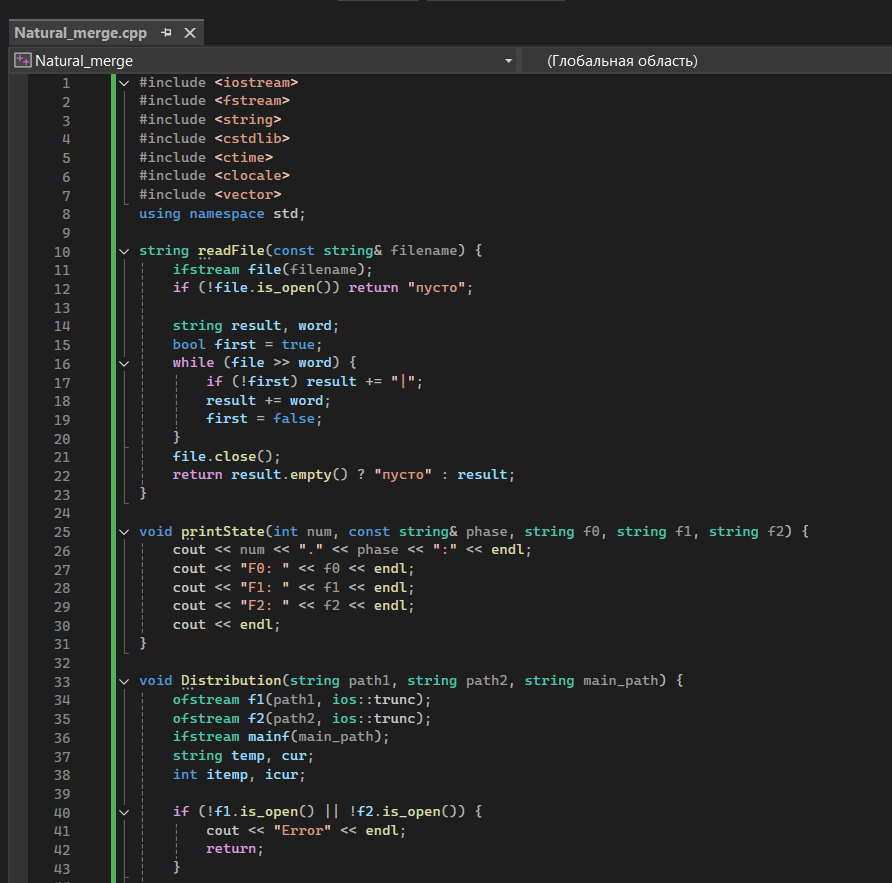 Natural_merge.cpp
Natural_merge (Глобальная область)
1 #include <iostream>
2 #include <fstream>
3 #include <string>
4 #include <cstdlib>
5 #include <ctime>
6 #include <clocale>
7 #include <vector>
8 using namespace std;
9
10 string readFile(const string& filename) {
11 ifstream file(filename);
12 if (!file.is_open()) return "пусто";
13
14 string result, word;
15 bool first = true;
16 while (file >> word) {
17 if (!first) result += "|";
18 result += word;
19 first = false;
20 }
21 file.close();
22 return result.empty() ? "пусто" : result;
23 }
24
25 void printState(int num, const string& phase, string f0, string f1, string f2) {
26 cout << num << "." << phase << ":" << endl;
27 cout << "F0: " << f0 << endl;
28 cout << "F1: " << f1 << endl;
29 cout << "F2: " << f2 << endl;
30 cout << endl;
31 }
32
33 void Distribution(string path1, string path2, string main_path) {
34 ofstream f1(path1, ios::trunc);
35 ofstream f2(path2, ios::trunc);
36 ifstream mainf(main_path);
37 string temp, cur;
38 int itemp, icur;
39
40 if (!f1.is_open() || !f2.is_open()) {
41 cout << "Error" << endl;
42 return;
43 }